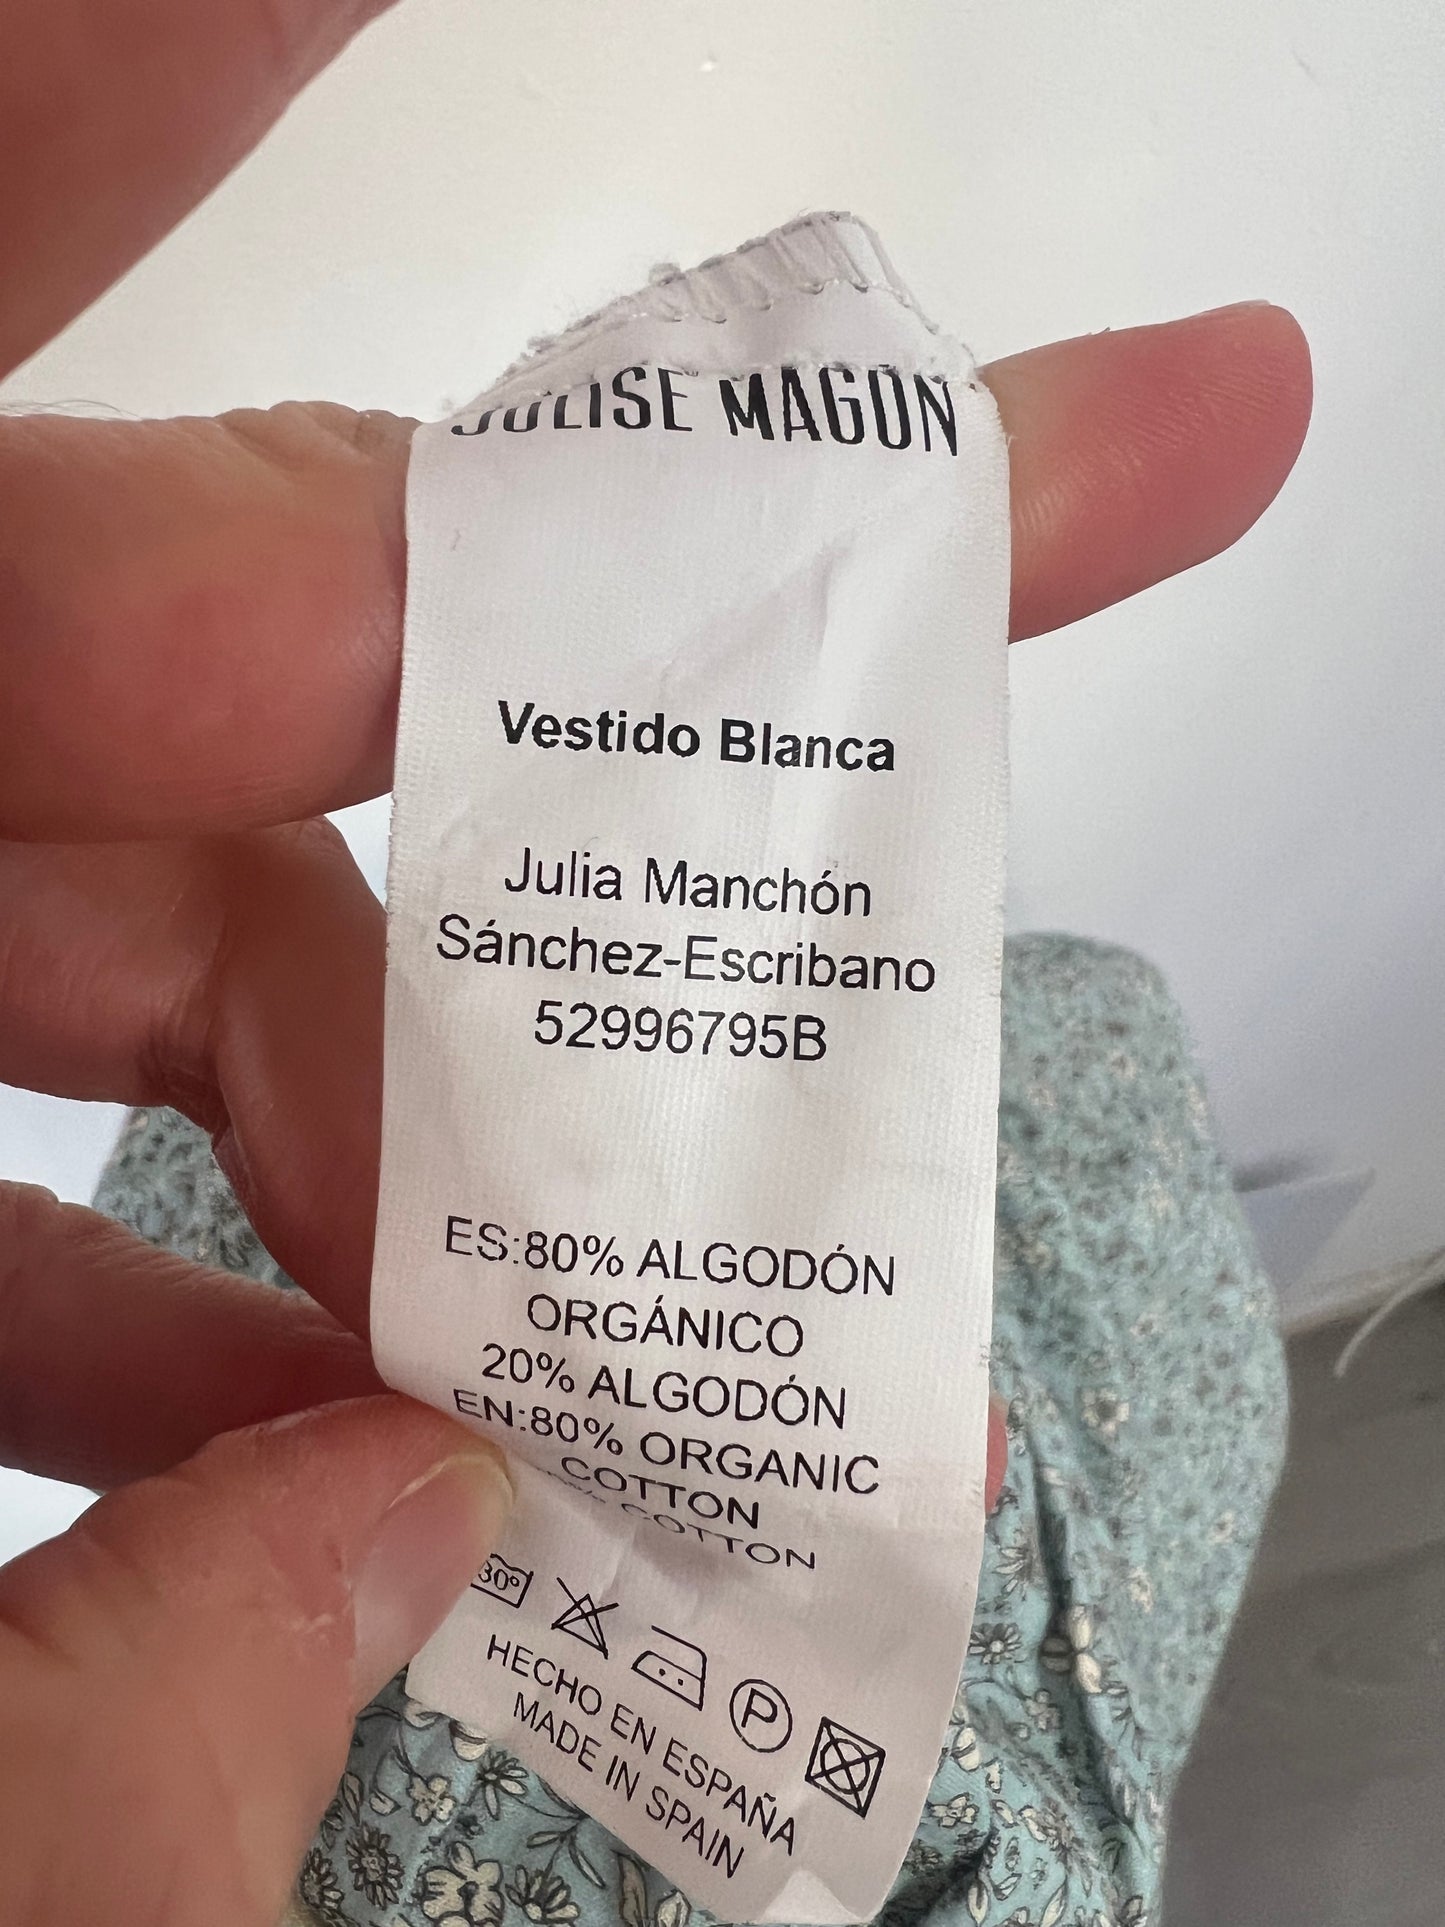 JULISE MAGON
Vestido Blanca
Julia Manchón
Sánchez-Escribano
52996795B
ES:80% ALGODÓN
ORGÁNICO
20% ALGODÓN
EN:80% ORGANIC
COTTON
COTTON
30º
P
HECHO EN ESPAÑA
MADE IN SPAIN